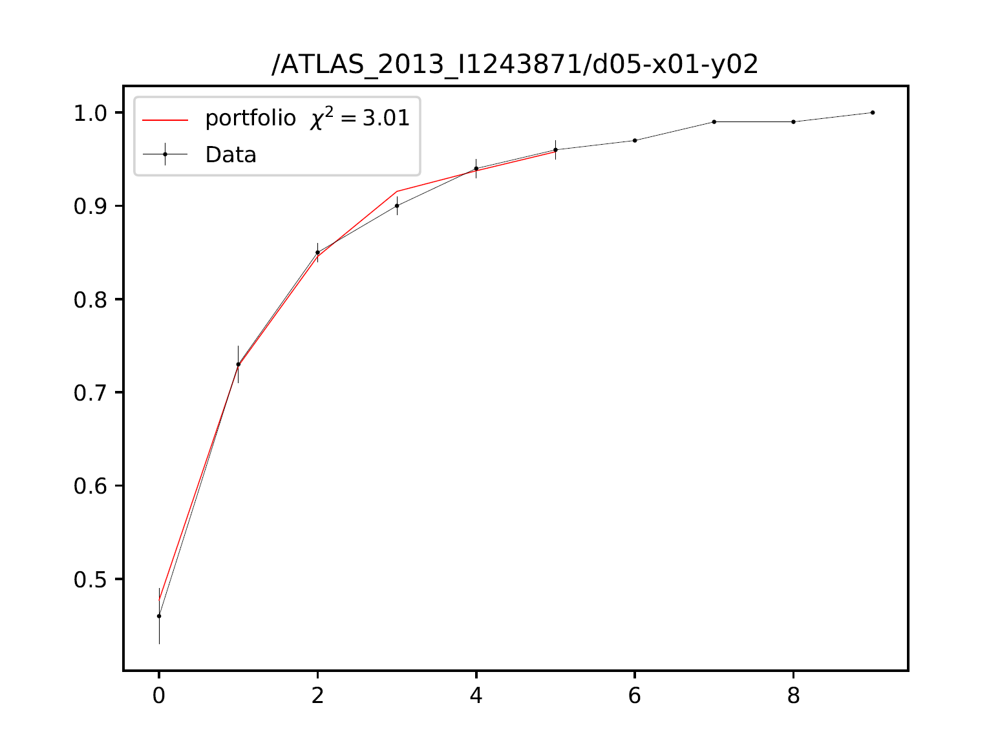 /ATLAS_2013_I1243871/d05-x01-y02
portfolio χ² = 3.01
Data
1.0
0.9
0.8
0.7
0.6
0.5
0 2 4 6 8